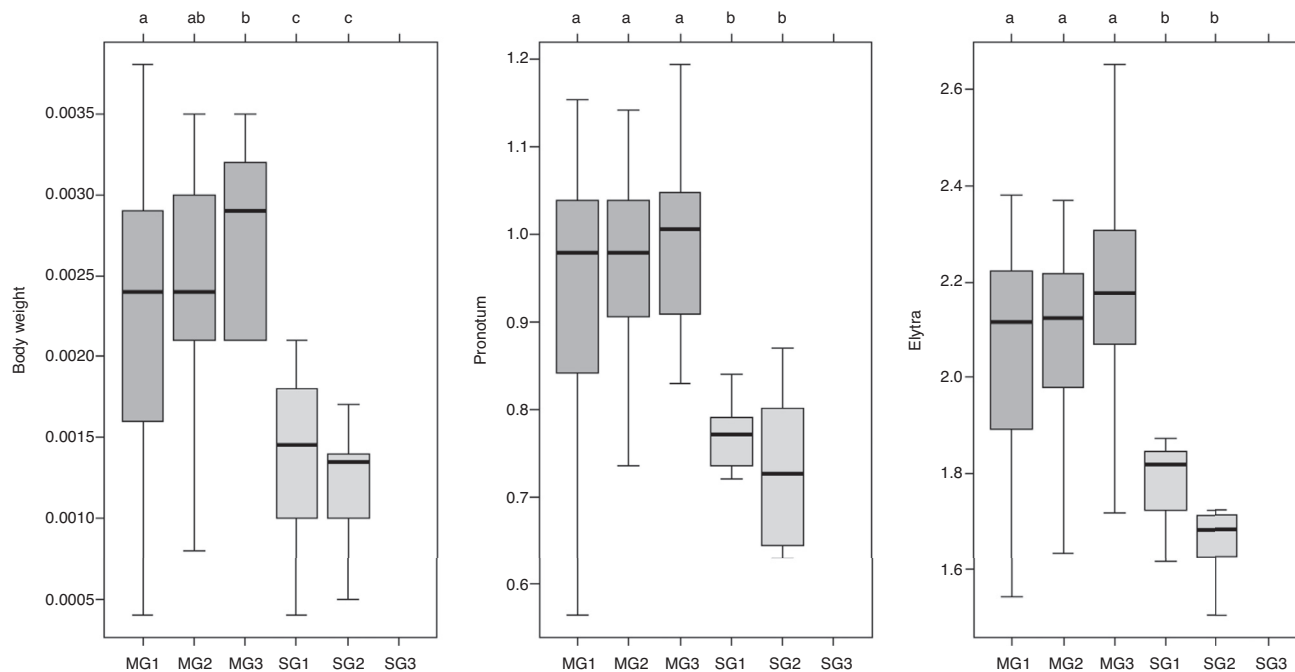 a ab b c c
Body weight
0.0035
0.0030
0.0025
0.0020
0.0015
0.0010
0.0005
MG1 MG2 MG3 SG1 SG2 SG3
a a a b b
Pronotum
1.2
1.1
1.0
0.9
0.8
0.7
0.6
MG1 MG2 MG3 SG1 SG2 SG3
a a a b b
Elytra
2.6
2.4
2.2
2.0
1.8
1.6
MG1 MG2 MG3 SG1 SG2 SG3